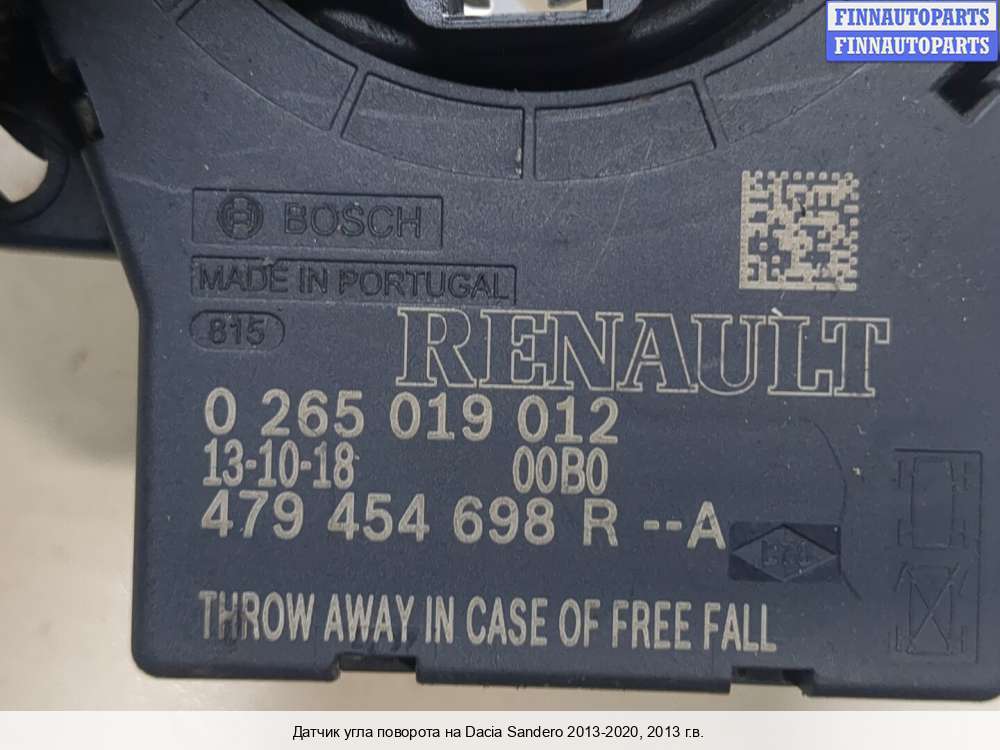 FINNAUTOPARTS
FINNAUTOPARTS
BOSCH
MADE IN PORTUGAL
815
RENAULT
0 265 019 012
13-10-18 00B0
479 454 698 R --A
THROW AWAY IN CASE OF FREE FALL
Датчик угла поворота на Dacia Sandero 2013-2020, 2013 г.в.